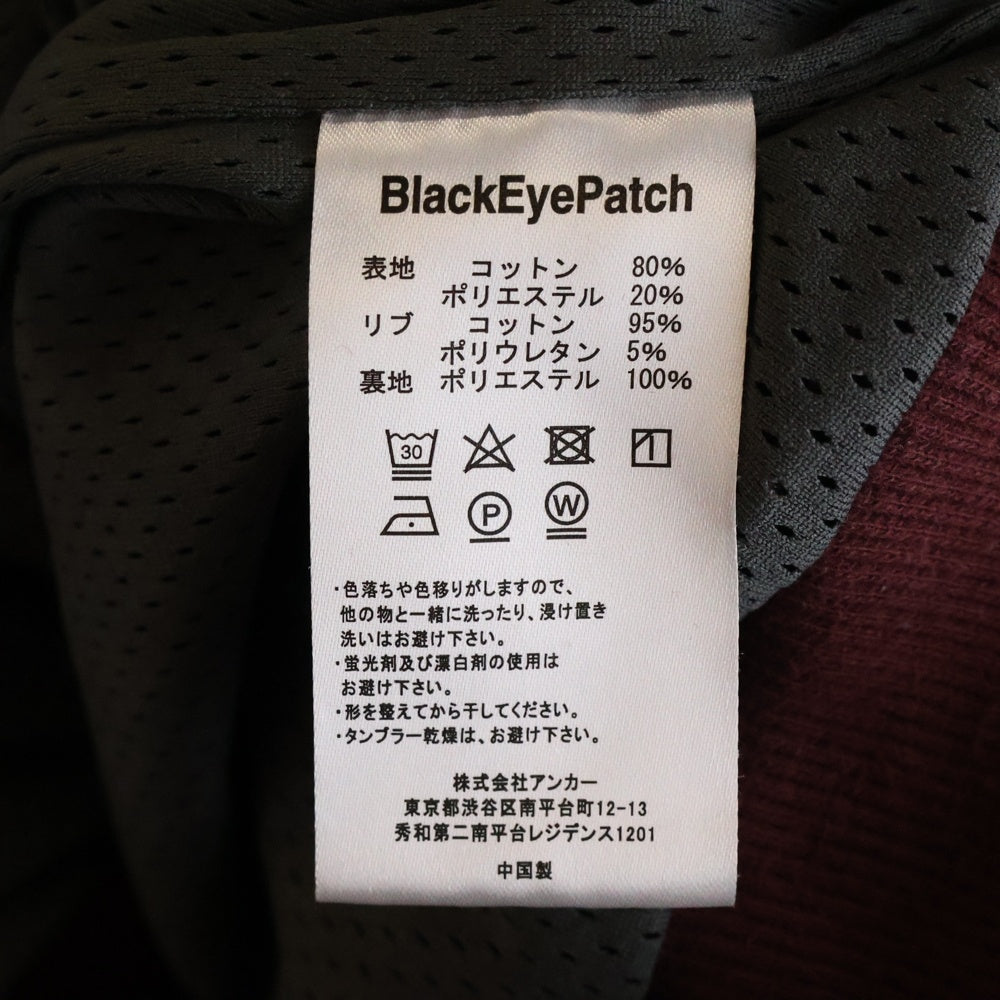 BlackEyePatch
表地 コットン 80%
ポリエステル 20%
リブ コットン 95%
ポリウレタン 5%
裏地 ポリエステル 100%
30
P W
・色落ちや色移りがしますので、
他の物と一緒に洗ったり、浸け置き
洗いはお避け下さい。
・蛍光剤及び漂白剤の使用は
お避け下さい。
・形を整えてから干してください。
・タンブラー乾燥は、お避け下さい。
株式会社アンカー
東京都渋谷区南平台町12-13
秀和第二南平台レジデンス1201
中国製